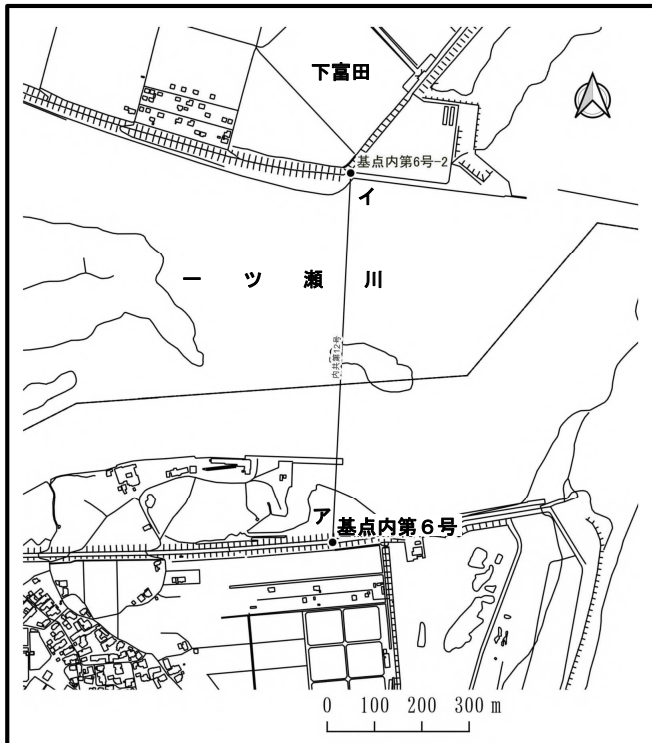 下富田
基点内第6号-2
イ
一ツ瀬川
内共第12号
ア
基点内第６号
0 100 200 300 m